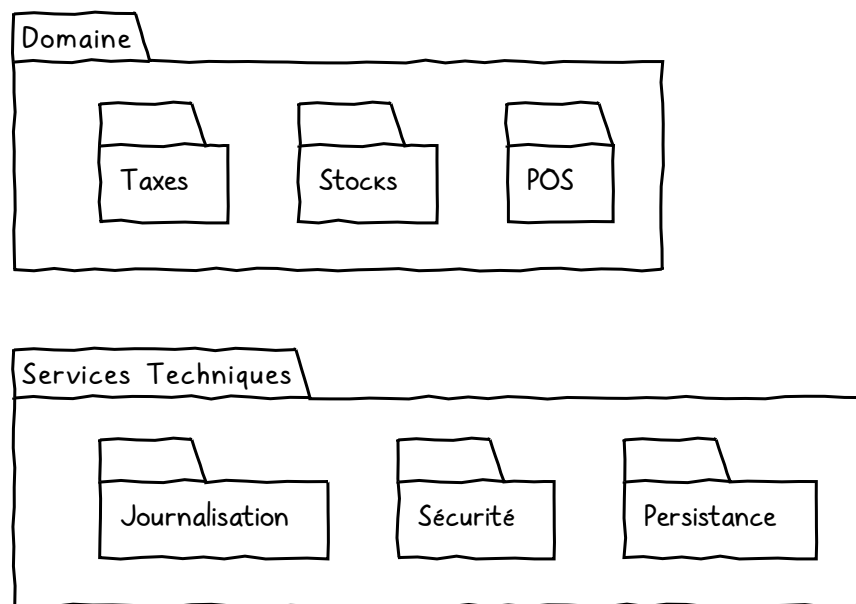 Domaine
Taxes
Stocks
POS
Services Techniques
Journalisation
Sécurité
Persistance